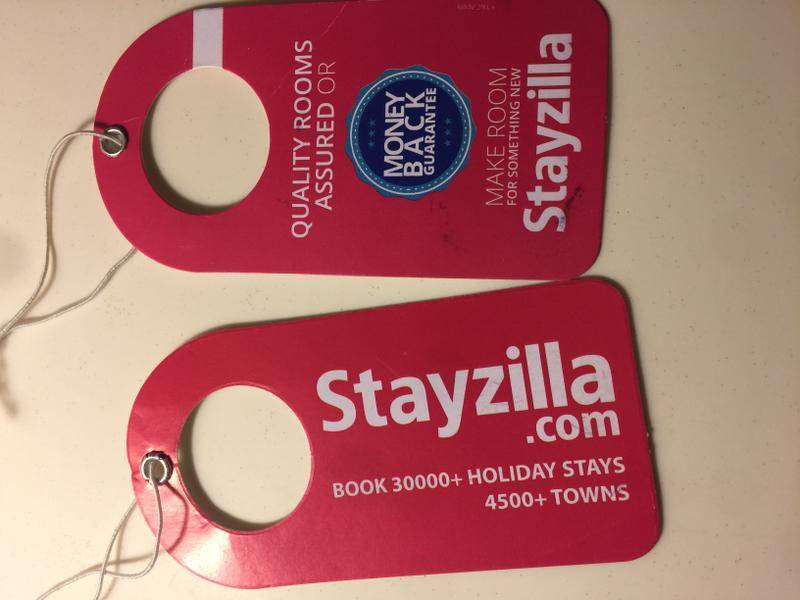 QUALITY ROOMS
ASSURED OR
MONEY
BACK
GUARANTEE
MAKE ROOM
FOR SOMETHING NEW
Stayzilla
* T&C Apply
Stayzilla
.com
BOOK 30000+ HOLIDAY STAYS
4500+ TOWNS